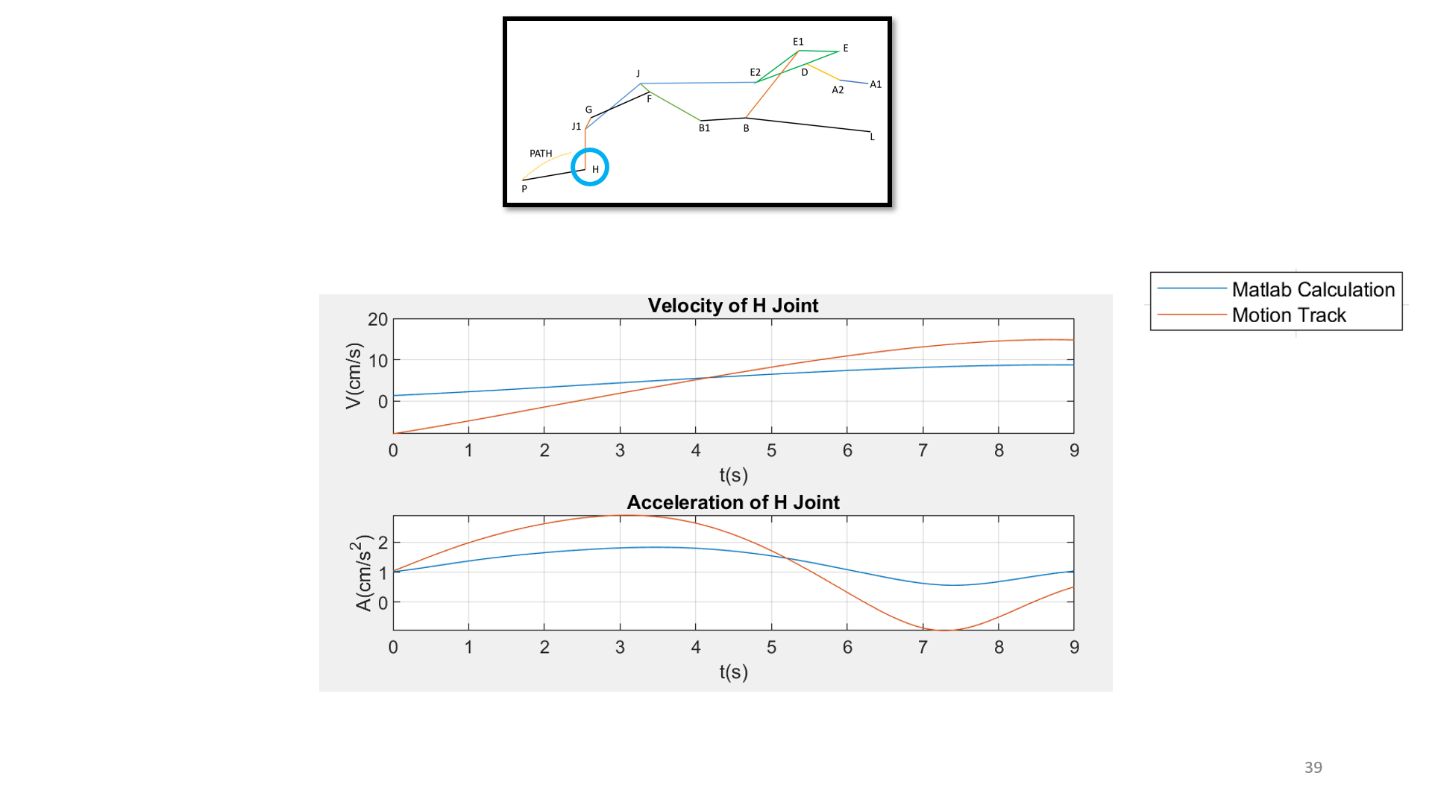 E1
E
J
E2
D
A1
A2
G
F
J1
B1
B
L
PATH
H
P
Matlab Calculation
Motion Track
Velocity of H Joint
V(cm/s)
20
10
0
0 1 2 3 4 5 6 7 8 9
t(s)
Acceleration of H Joint
A(cm/s²)
2
1
0
0 1 2 3 4 5 6 7 8 9
t(s)
39